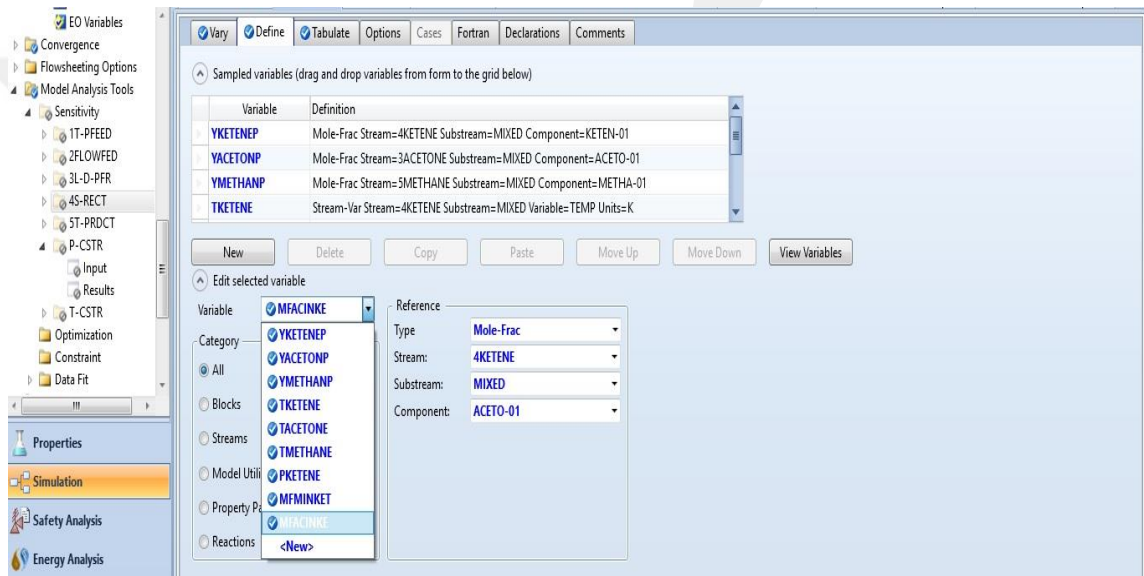 EO Variables
Convergence
Flowsheeting Options
Model Analysis Tools
Sensitivity
1T-PFEED
2FLOWFED
3L-D-PFR
4S-RECT
5T-PRDCT
P-CSTR
Input
Results
T-CSTR
Optimization
Constraint
Data Fit
Properties
Simulation
Safety Analysis
Energy Analysis
Vary Define Tabulate Options Cases Fortran Declarations Comments
Sampled variables (drag and drop variables from form to the grid below)
Variable Definition
YKETENEP Mole-Frac Stream=4KETENE Substream=MIXED Component=KETEN-01
YACETONP Mole-Frac Stream=3ACETONE Substream=MIXED Component=ACETO-01
YMETHANP Mole-Frac Stream=5METHANE Substream=MIXED Component=METHA-01
TKETENE Stream-Var Stream=4KETENE Substream=MIXED Variable=TEMP Units=K
New Delete Copy Paste Move Up Move Down View Variables
Edit selected variable
Variable MFACINKE
Category
All
Blocks
Streams
Model Utili
Property Pa
Reactions
YKETENEP
YACETONP
YMETHANP
TKETENE
TACETONE
TMETHANE
PKETENE
MFMINKET
MFACINKE
<New>
Reference
Type Mole-Frac
Stream: 4KETENE
Substream: MIXED
Component: ACETO-01